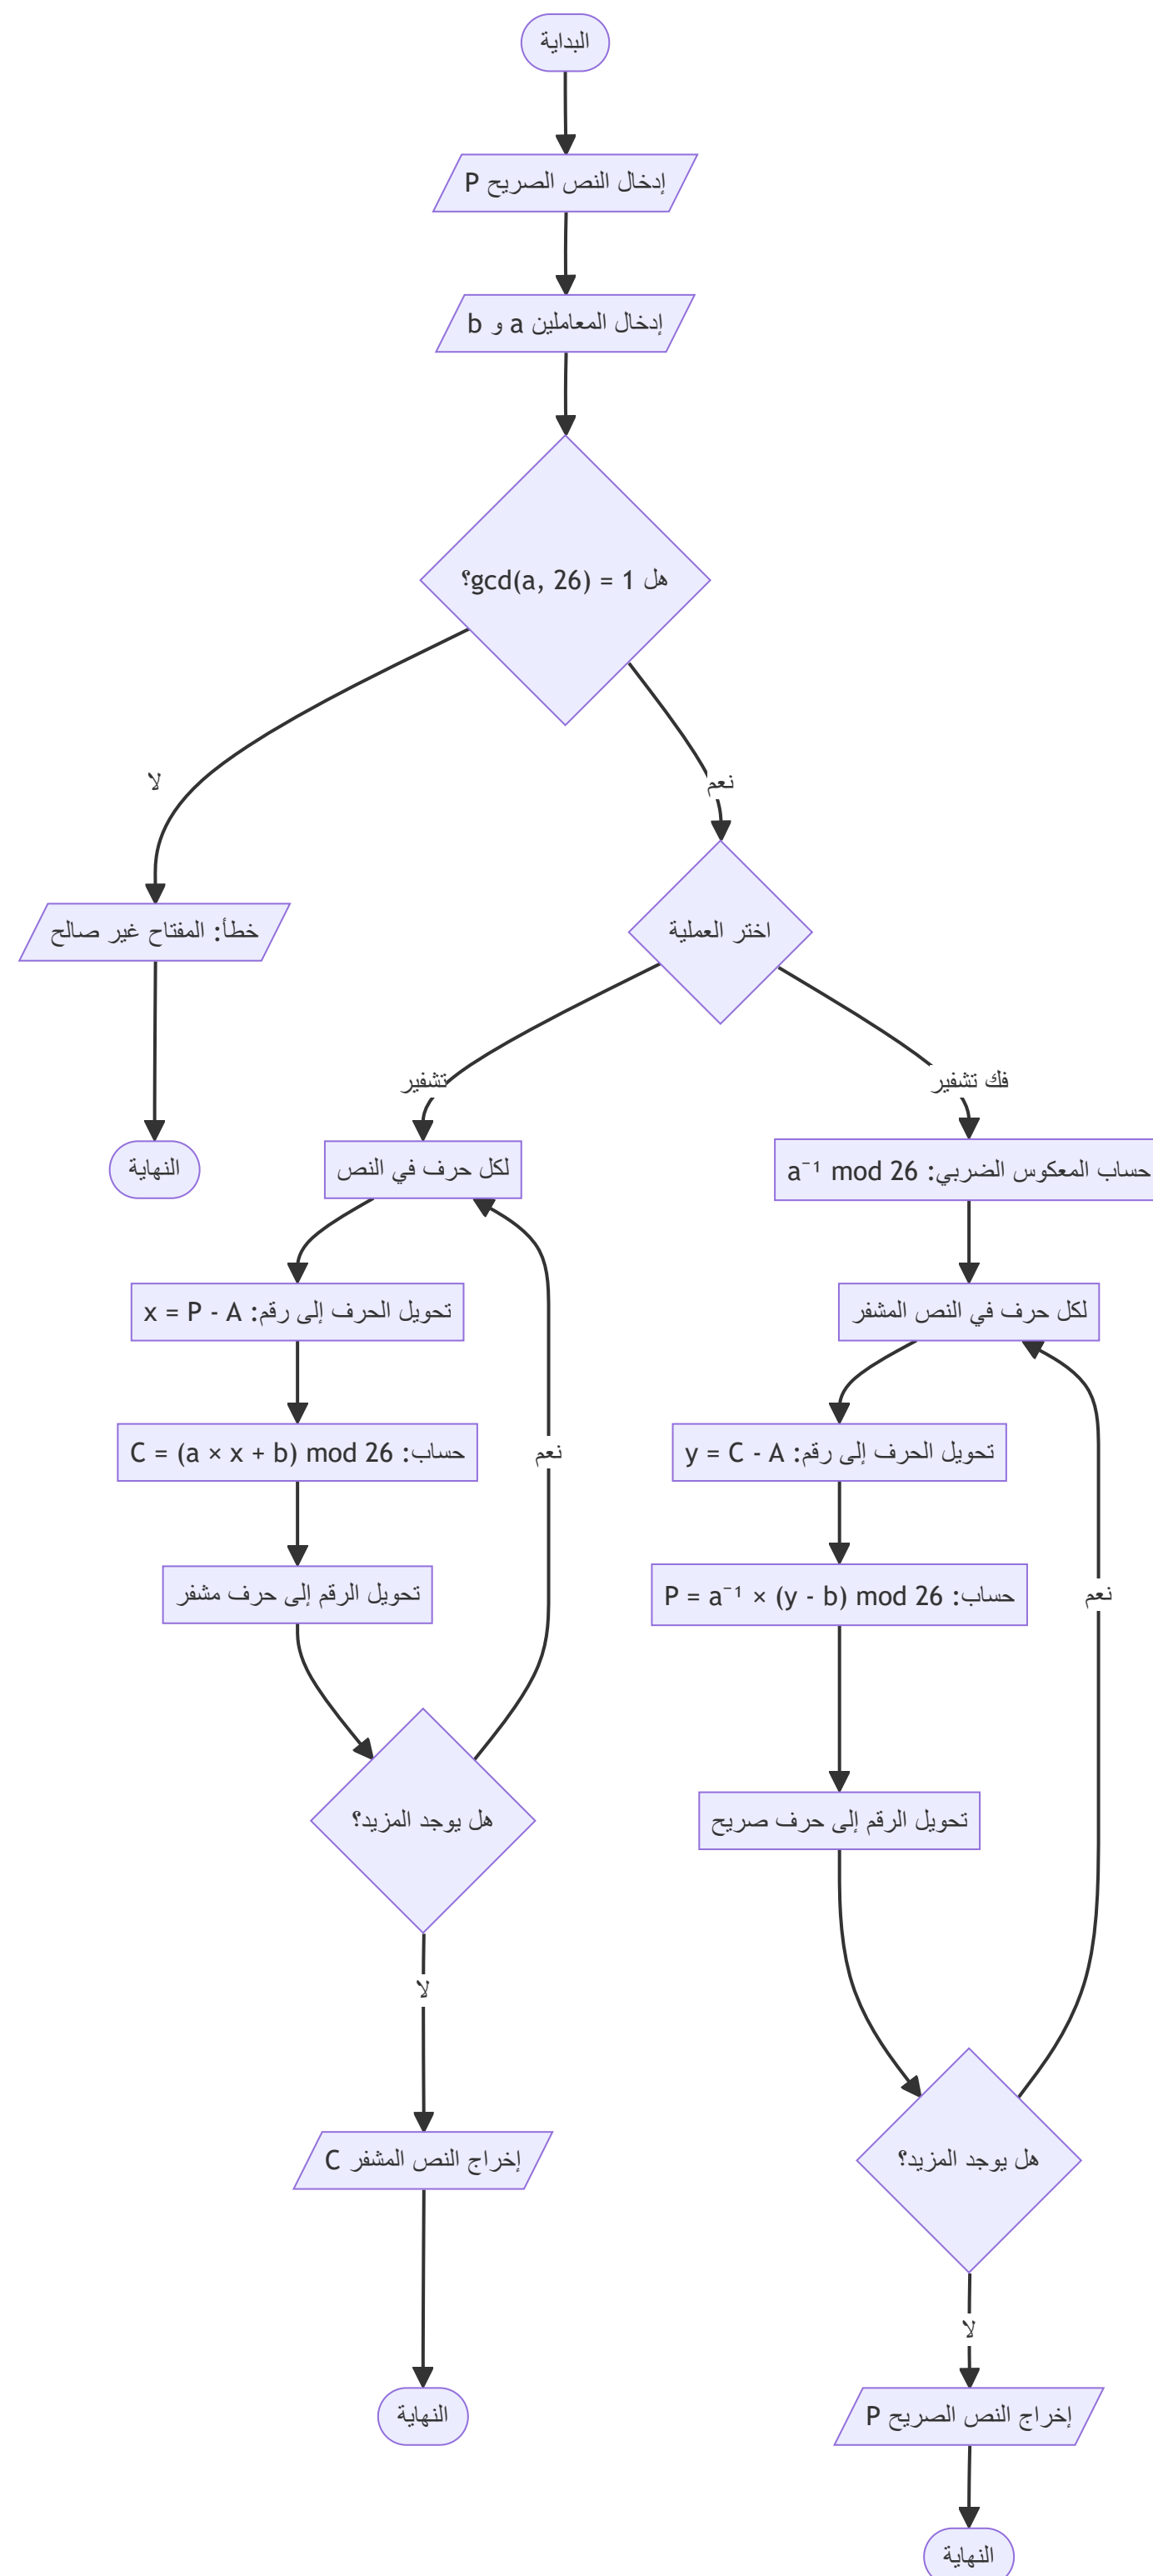 البداية
إدخال النص الصريح P
إدخال المعاملين a و b
هل gcd(a, 26) = 1؟
لا
نعم
خطأ: المفتاح غير صالح
اختر العملية
تشفير
فك تشفير
النهاية
لكل حرف في النص
حساب المعكوس الضربي: a⁻¹ mod 26
تحويل الحرف إلى رقم: x = P - A
لكل حرف في النص المشفر
حساب: C = (a × x + b) mod 26
نعم
تحويل الحرف إلى رقم: y = C - A
تحويل الرقم إلى حرف مشفر
حساب: P = a⁻¹ × (y - b) mod 26
نعم
هل يوجد المزيد؟
تحويل الرقم إلى حرف صريح
لا
إخراج النص المشفر C
هل يوجد المزيد؟
لا
النهاية
إخراج النص الصريح P
النهاية